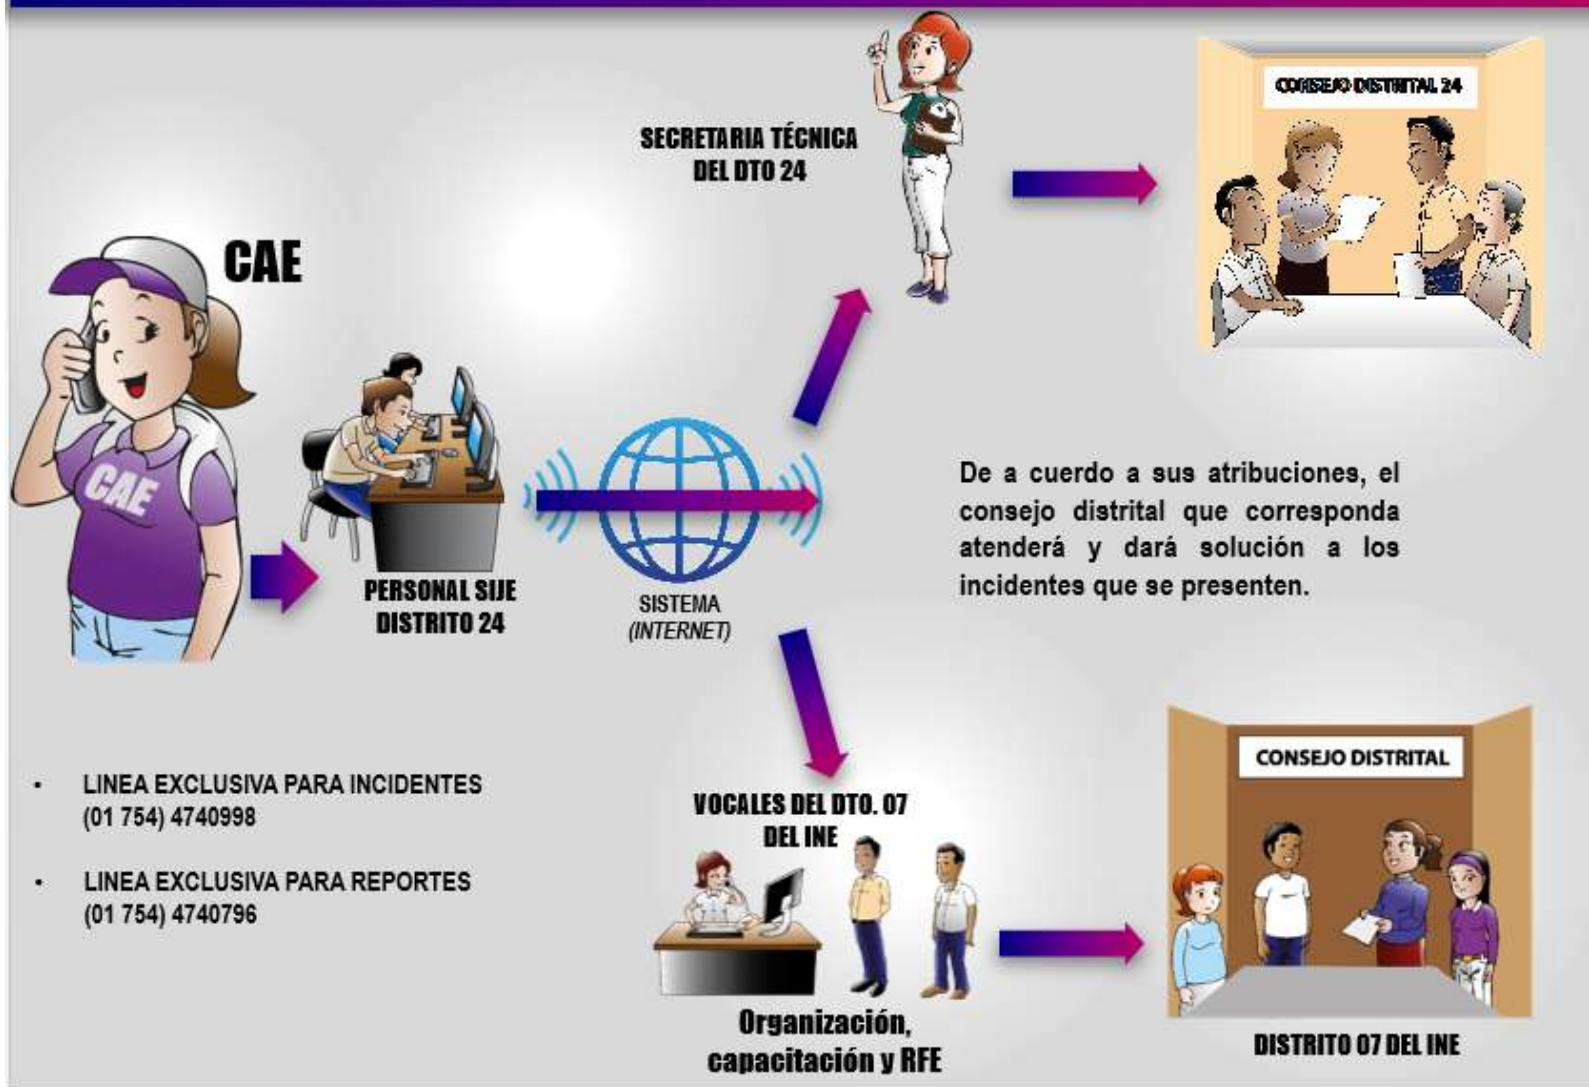 SECRETARIA TÉCNICA
DEL DTO 24
CONSEJO DISTRITAL 24
CAE
CAE
PERSONAL SIJE
DISTRITO 24
SISTEMA
(INTERNET)
De a cuerdo a sus atribuciones, el
consejo distrital que corresponda
atenderá y dará solución a los
incidentes que se presenten.
• LINEA EXCLUSIVA PARA INCIDENTES
(01 754) 4740998
• LINEA EXCLUSIVA PARA REPORTES
(01 754) 4740796
VOCALES DEL DTO. 07
DEL INE
Organización,
capacitación y RFE
CONSEJO DISTRITAL
DISTRITO 07 DEL INE